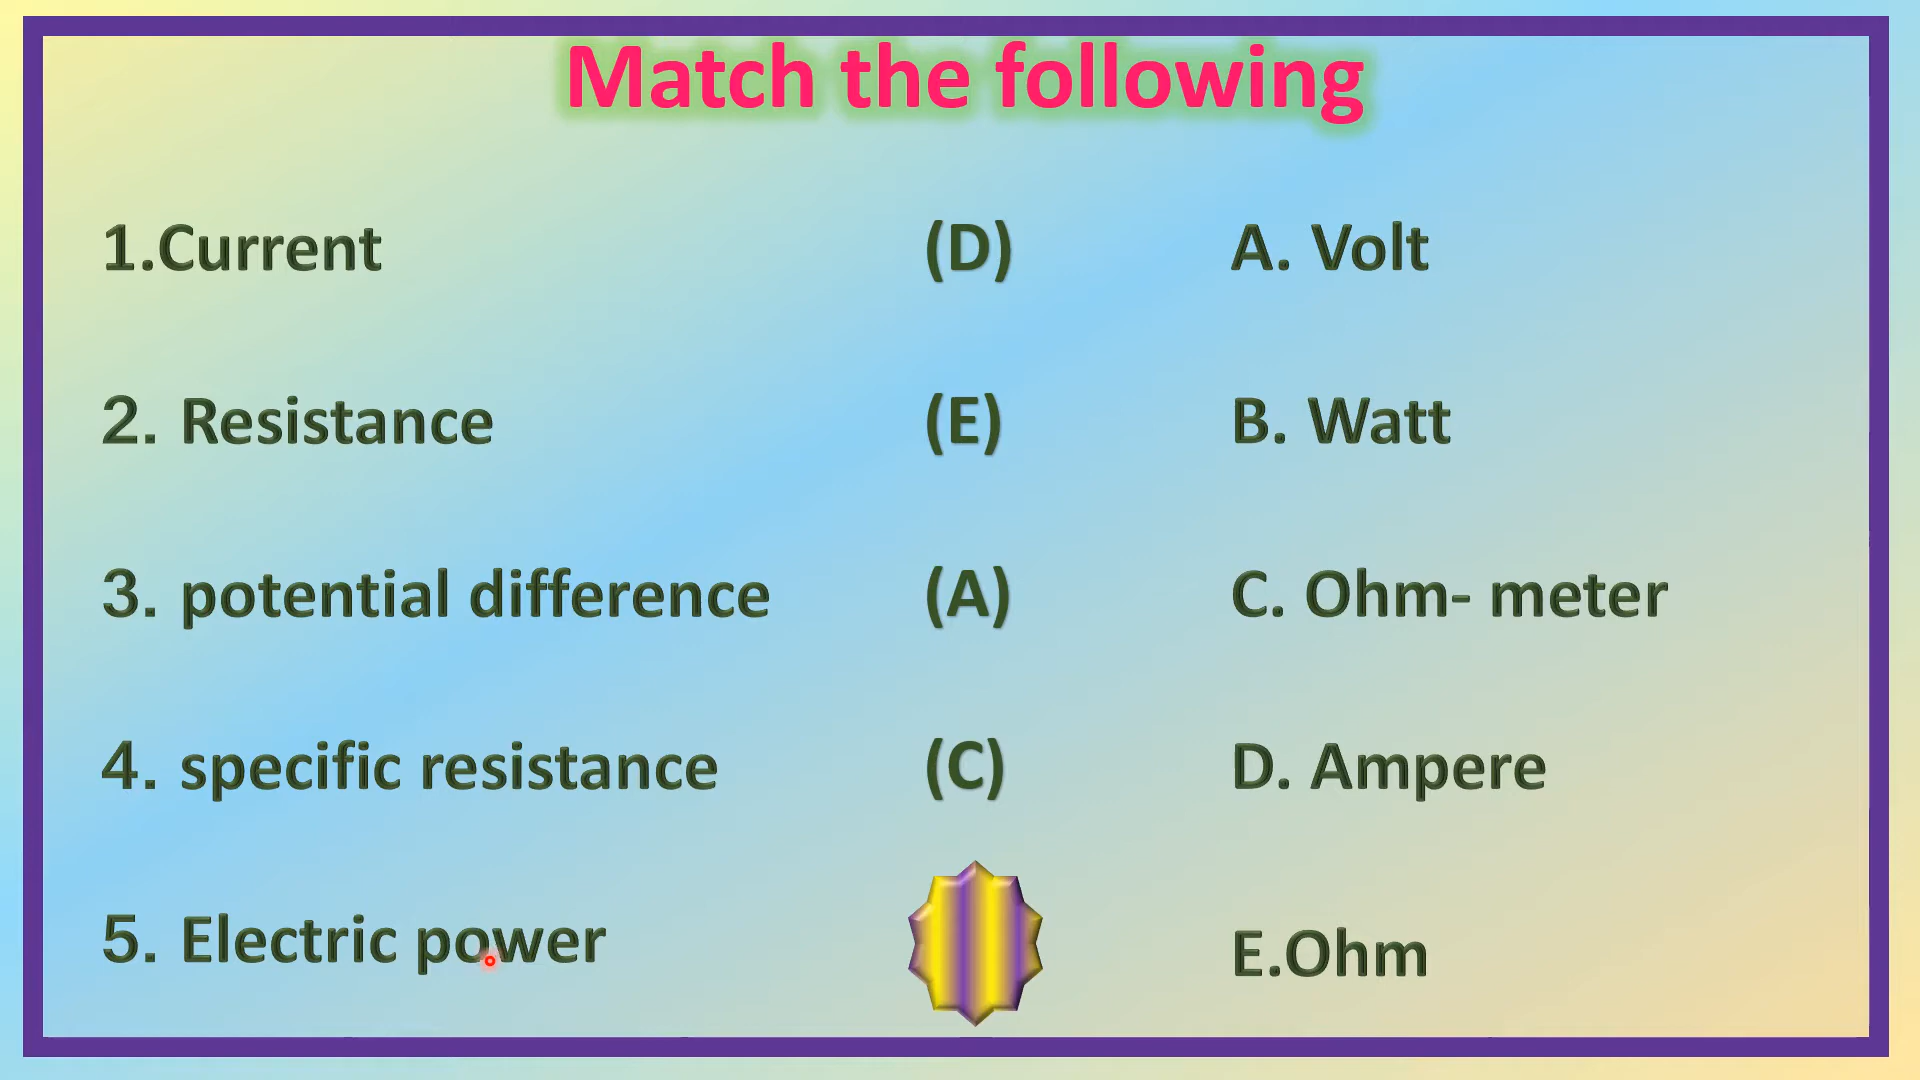 Match the following
1.Current (D) A. Volt
2. Resistance (E) B. Watt
3. potential difference (A) C. Ohm- meter
4. specific resistance (C) D. Ampere
5. Electric power E.Ohm